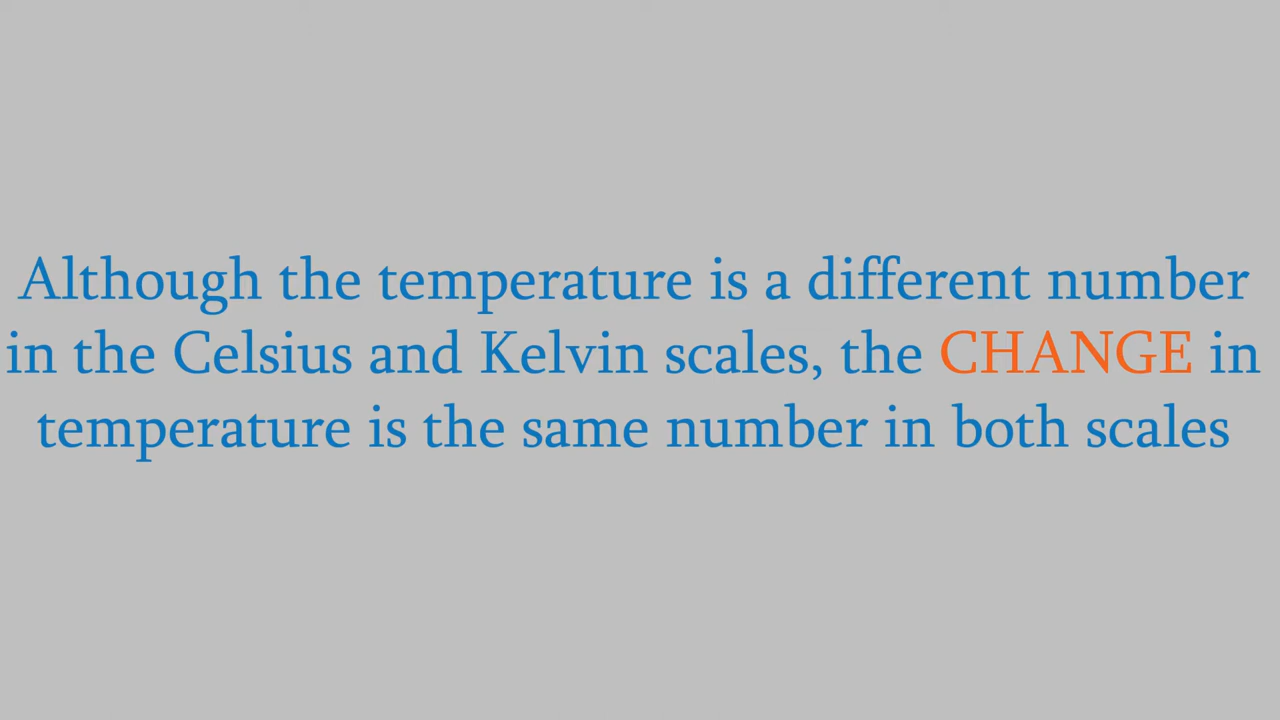 Although the temperature is a different number
in the Celsius and Kelvin scales, the CHANGE in
temperature is the same number in both scales